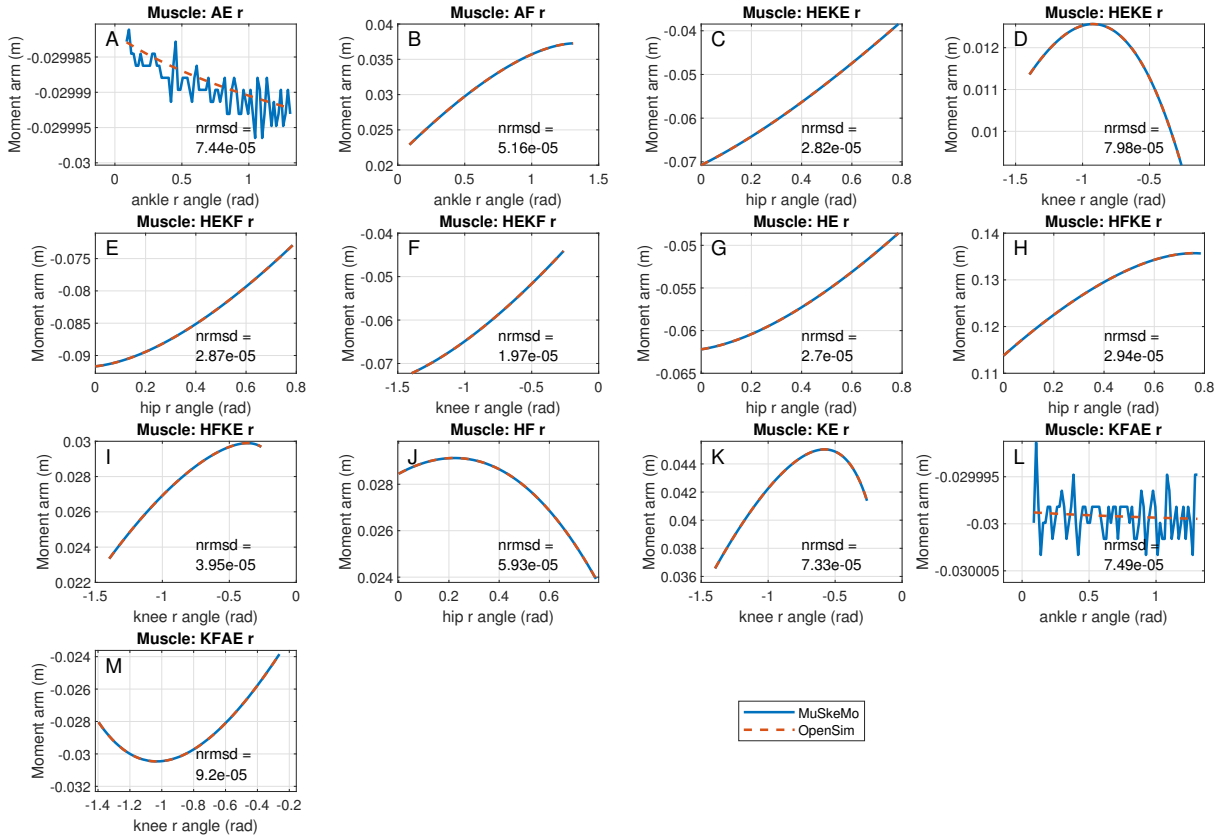 Muscle: AE r
A
-0.029985
-0.02999
-0.029995
-0.03
Moment arm (m)
nrmsd =
7.44e-05
0
0.5
1
ankle r angle (rad)
Muscle: AF r
B
0.04
0.035
0.03
0.025
0.02
Moment arm (m)
nrmsd =
5.16e-05
0
0.5
1
1.5
ankle r angle (rad)
Muscle: HEKE r
C
-0.04
-0.05
-0.06
-0.07
Moment arm (m)
nrmsd =
2.82e-05
0
0.2
0.4
0.6
0.8
hip r angle (rad)
Muscle: HEKE r
D
0.012
0.011
0.01
Moment arm (m)
nrmsd =
7.98e-05
-1.5
-1
-0.5
0
knee r angle (rad)
Muscle: HEKF r
E
-0.075
-0.08
-0.085
-0.09
Moment arm (m)
nrmsd =
2.87e-05
0
0.2
0.4
0.6
0.8
hip r angle (rad)
Muscle: HEKF r
F
-0.04
-0.05
-0.06
-0.07
Moment arm (m)
nrmsd =
1.97e-05
-1
-0.5
0
knee r angle (rad)
Muscle: HE r
G
-0.05
-0.055
-0.06
-0.065
Moment arm (m)
nrmsd =
2.7e-05
0
0.2
0.4
0.6
0.8
hip r angle (rad)
Muscle: HFKE r
H
0.14
0.13
0.12
0.11
Moment arm (m)
nrmsd =
2.94e-05
0
0.2
0.4
0.6
0.8
hip r angle (rad)
Muscle: HFKE r
I
0.03
0.028
0.026
0.024
0.022
Moment arm (m)
nrmsd =
3.95e-05
-1.5
-1
-0.5
0
knee r angle (rad)
Muscle: HF r
J
0.028
0.026
0.024
Moment arm (m)
nrmsd =
5.93e-05
0
0.2
0.4
0.6
hip r angle (rad)
Muscle: KE r
K
0.044
0.042
0.04
0.038
0.036
Moment arm (m)
nrmsd =
7.33e-05
-1.5
-1
-0.5
0
knee r angle (rad)
Muscle: KFAE r
L
-0.029995
-0.03
-0.030005
Moment arm (m)
nrmsd =
7.49e-05
0
0.5
1
ankle r angle (rad)
Muscle: KFAE r
M
-0.024
-0.026
-0.028
-0.03
-0.032
Moment arm (m)
nrmsd =
9.2e-05
-1.4
-1.2
-1
-0.8
-0.6
-0.4
-0.2
knee r angle (rad)
MuSkeMo
OpenSim